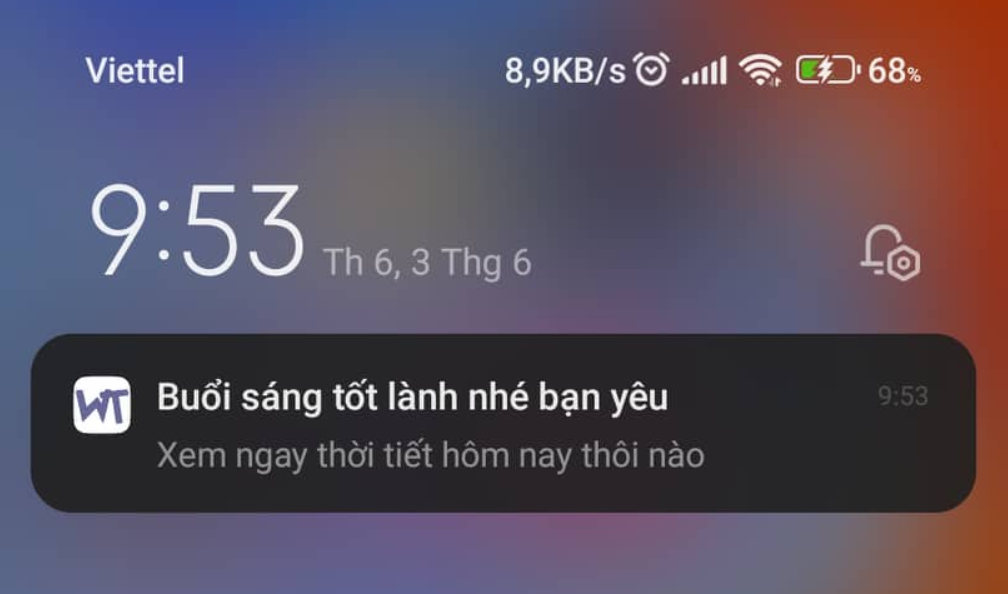 Viettel 8,9KB/s 68%
9:53 Th 6, 3 Thg 6
WT Buổi sáng tốt lành nhé bạn yêu 9:53
Xem ngay thời tiết hôm nay thôi nào